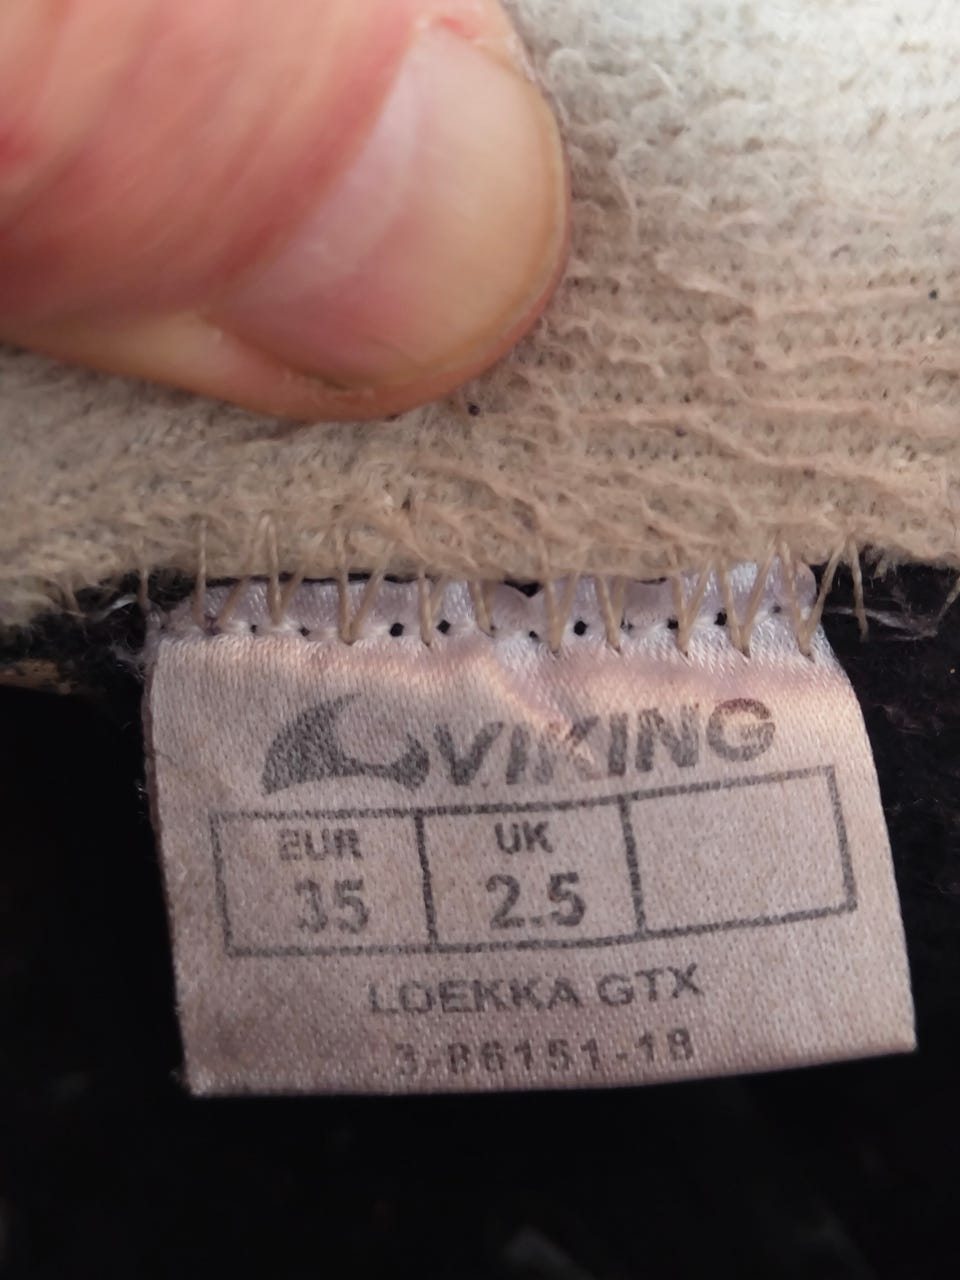 VIKING
EUR UK
35 2.5
LOEKKA GTX
3-86151-18